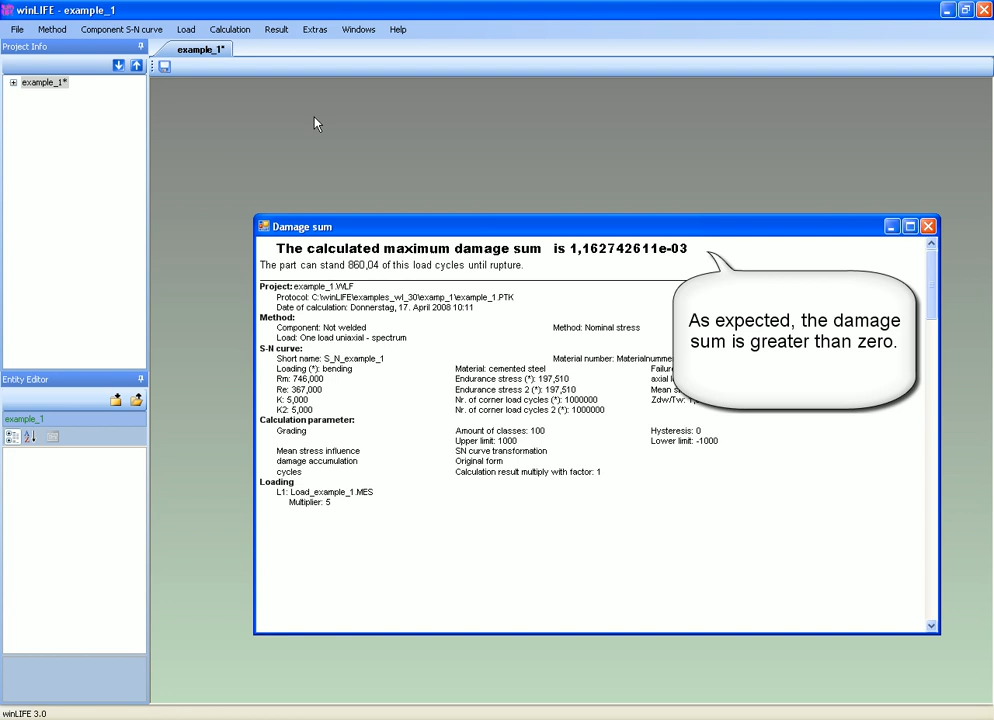 winLIFE - example_1
File Method Component S-N curve Load Calculation Result Extras Windows Help
Project Info
example_1*
example_1*
Damage sum
The calculated maximum damage sum is 1,162742611e-03
The part can stand 860,04 of this load cycles until rupture.
As expected, the damage
sum is greater than zero.
Project: example_1.WLF
Protocol: C:\winLIFE\examples_wl_30\examp_1\example_1.PTK
Date of calculation: Donnerstag, 17. April 2008 10:11
Method:
Component: Not welded Method: Nominal stress
Load: One load uniaxial - spectrum
S-N curve:
Short name: S_N_example_1 Material number: Materialnumme
Loading (*): bending Material: cemented steel Failur
Rm: 746,000 Endurance stress (*): 197,510 axial l
Re: 367,000 Endurance stress 2 (*): 197,510 Mean s
K: 5,000 Nr. of corner load cycles (*): 1000000 Zdw/Tw:
K2: 5,000 Nr. of corner load cycles 2 (*): 1000000
Calculation parameter:
Grading Amount of classes: 100 Hysteresis: 0
Upper limit: 1000 Lower limit: -1000
Mean stress influence SN curve transformation
damage accumulation Original form
cycles Calculation result multiply with factor: 1
Loading
L1: Load_example_1.MES
Multiplier: 5
Entity Editor
example_1
winLIFE 3.0